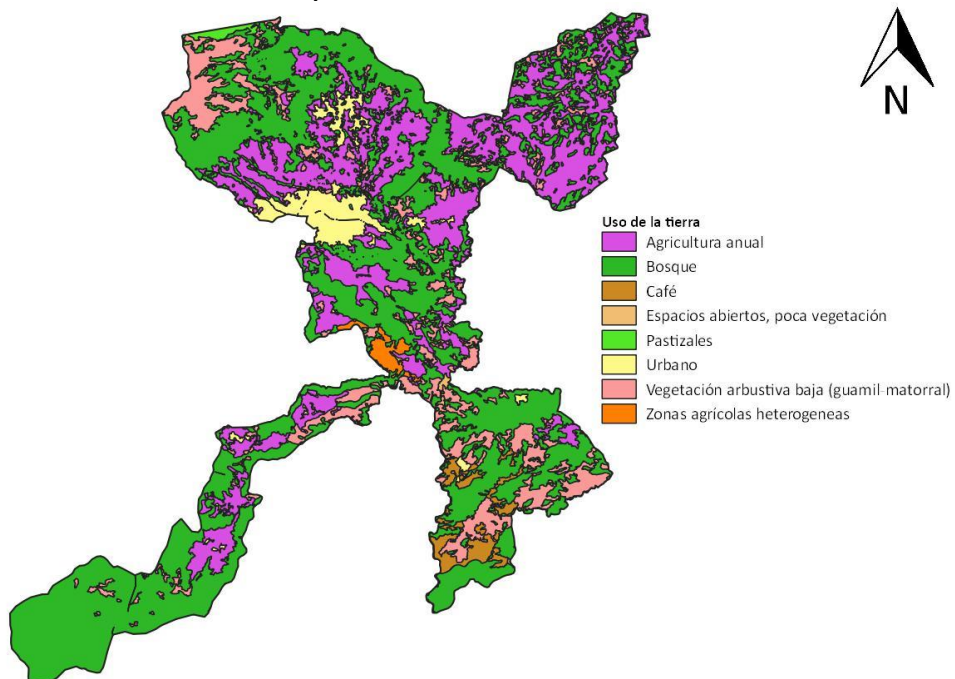 N
Uso de la tierra
Agricultura anual
Bosque
Café
Espacios abiertos, poca vegetación
Pastizales
Urbano
Vegetación arbustiva baja (guamil-matorral)
Zonas agrícolas heterogeneas